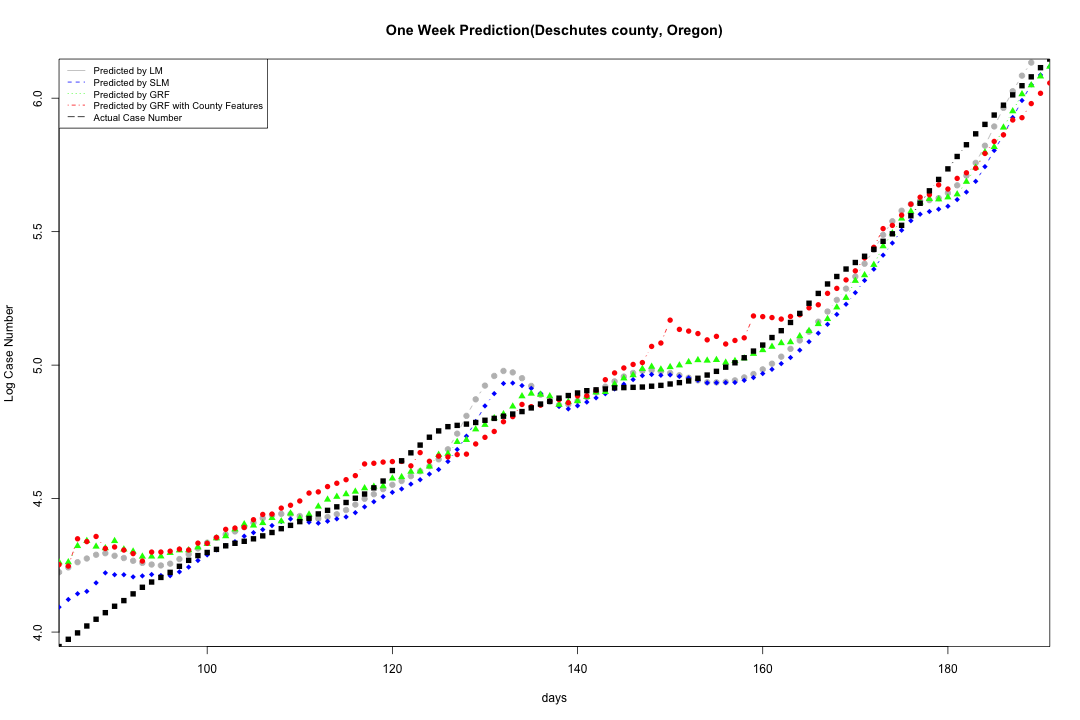 One Week Prediction(Deschutes county, Oregon)
Predicted by LM
Predicted by SLM
Predicted by GRF
Predicted by GRF with County Features
Actual Case Number
6.0
5.5
5.0
4.5
4.0
Log Case Number
100 120 140 160 180
days